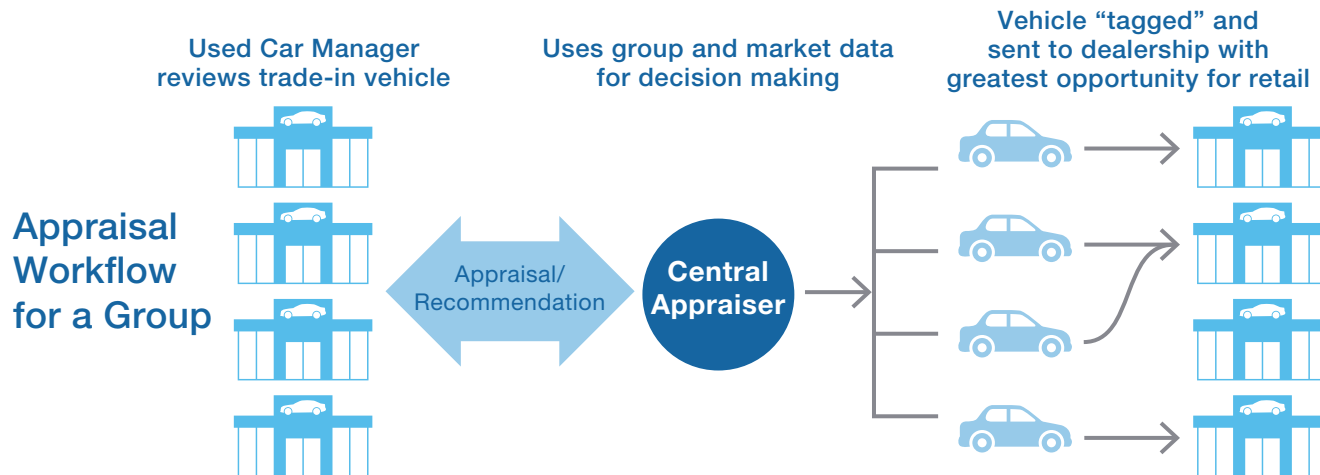 Used Car Manager
reviews trade-in vehicle
Uses group and market data
for decision making
Vehicle “tagged” and
sent to dealership with
greatest opportunity for retail
Appraisal
Workflow
for a Group
Appraisal/
Recommendation
Central
Appraiser